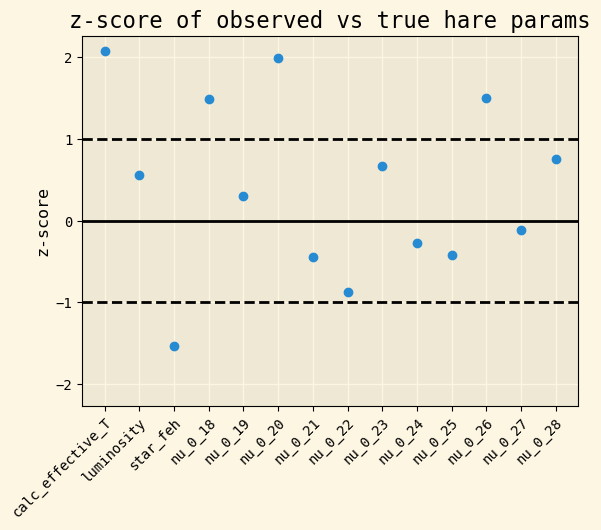 z-score of observed vs true hare params
z-score
2
1
0
−1
−2
calc_effective_T
luminosity
star_feh
nu_0_18
nu_0_19
nu_0_20
nu_0_21
nu_0_22
nu_0_23
nu_0_24
nu_0_25
nu_0_26
nu_0_27
nu_0_28